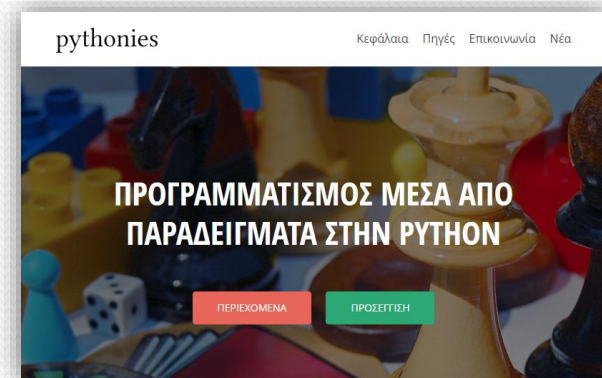 pythonies
Κεφάλαια Πηγές Επικοινωνία Νέα
ΠΡΟΓΡΑΜΜΑΤΙΣΜΟΣ ΜΕΣΑ ΑΠΟ
ΠΑΡΑΔΕΙΓΜΑΤΑ ΣΤΗΝ PYTHON
ΠΕΡΙΕΧΟΜΕΝΑ ΠΡΟΣΕΓΓΙΣΗ